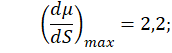 (dμ/dS)max = 2,2;